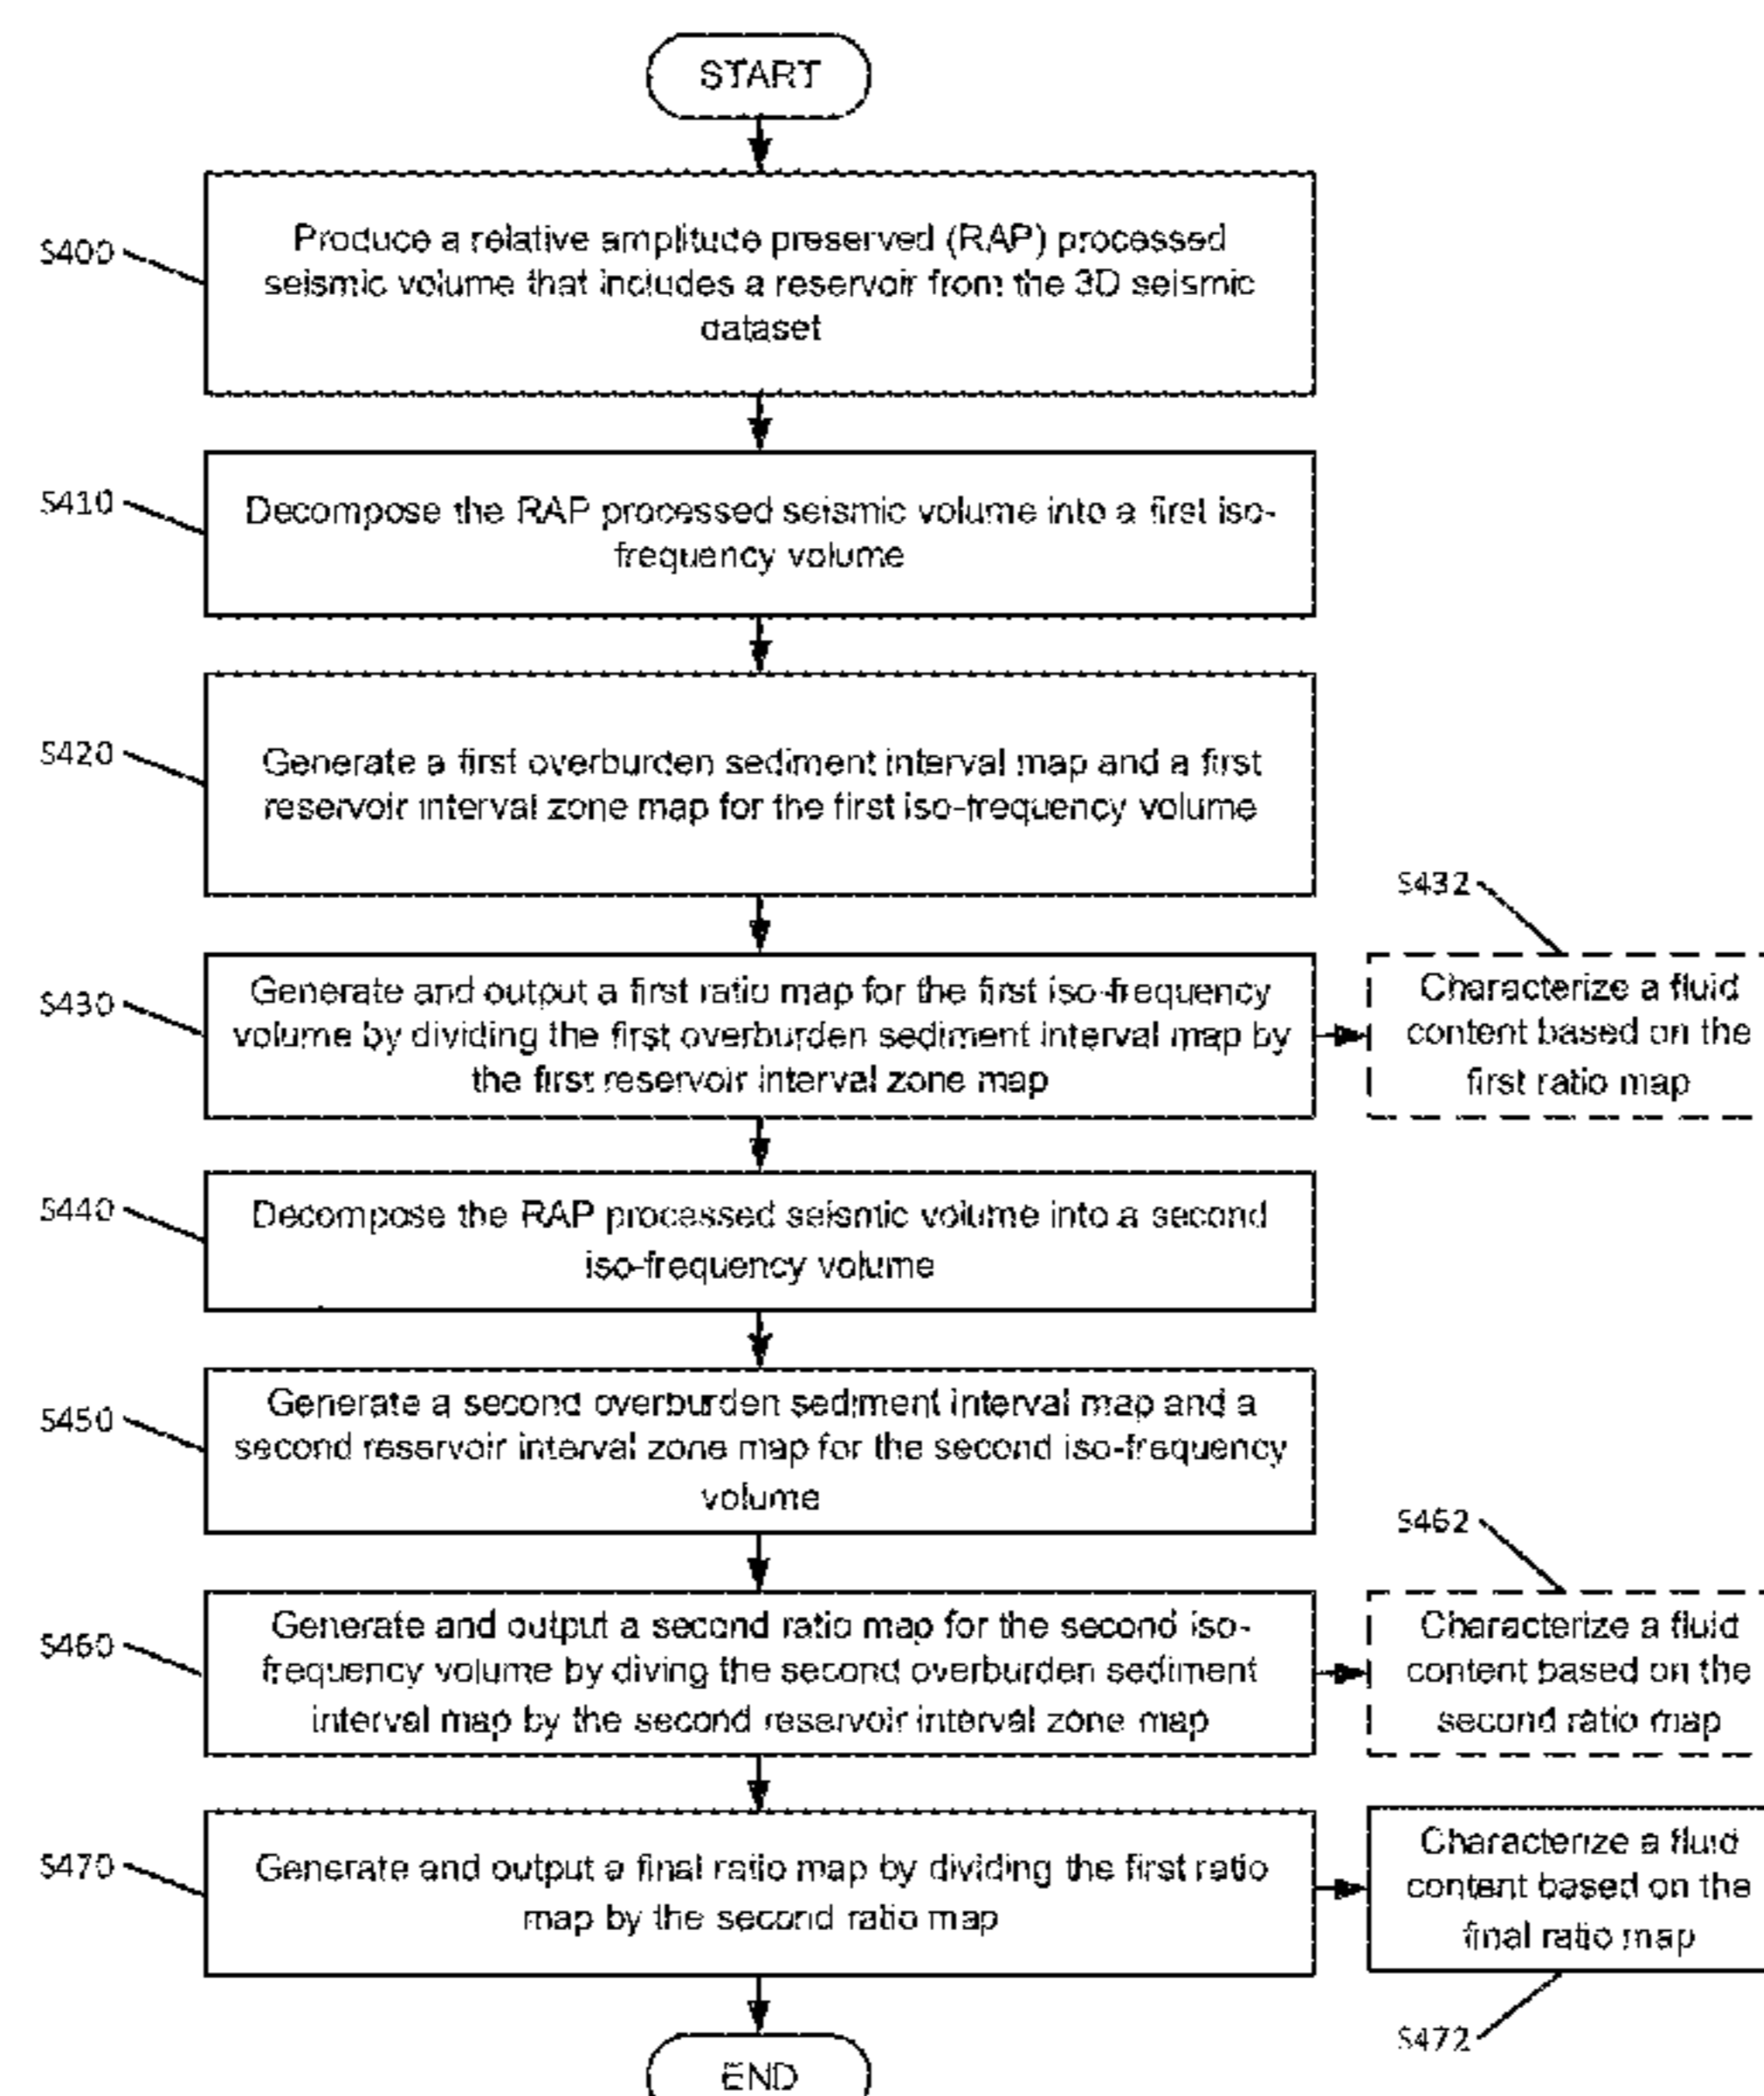 START
S400
Produce a relative amplitude preserved (RAP) processed
seismic volume that includes a reservoir from the 3D seismic
dataset
S410
Decompose the RAP processed seismic volume into a first iso-
frequency volume
S420
Generate a first overburden sediment interval map and a first
reservoir interval zone map for the first iso-frequency volume
S430
Generate and output a first ratio map for the first iso-frequency
volume by dividing the first overburden sediment interval map by
the first reservoir interval zone map
S432
Characterize a fluid
content based on the
first ratio map
S440
Decompose the RAP processed seismic volume into a second
iso-frequency volume
S450
Generate a second overburden sediment interval map and a
second reservoir interval zone map for the second iso-frequency
volume
S460
Generate and output a second ratio map for the second iso-
frequency volume by diving the second overburden sediment
interval map by the second reservoir interval zone map
S462
Characterize a fluid
content based on the
second ratio map
S470
Generate and output a final ratio map by dividing the first ratio
map by the second ratio map
Characterize a fluid
content based on the
final ratio map
S472
END